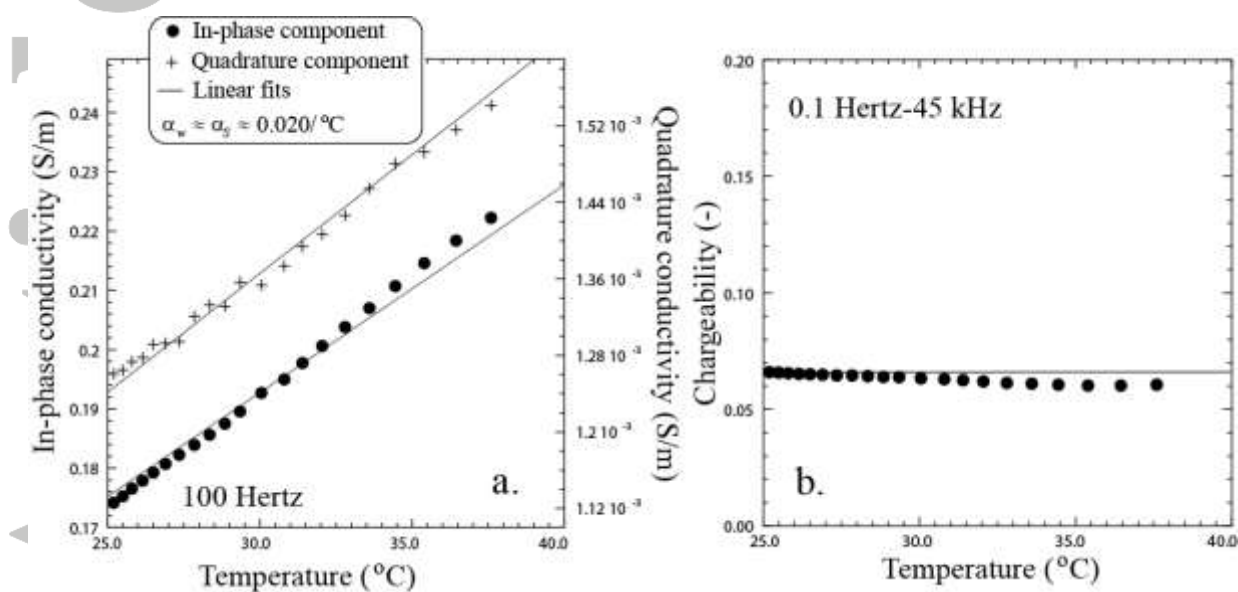 In-phase component
Quadrature component
Linear fits
α_w ≈ α_S ≈ 0.020/°C
In-phase conductivity (S/m)
0.24
0.23
0.22
0.21
0.2
0.19
0.18
0.17
25.0 30.0 35.0 40.0
Temperature (°C)
100 Hertz
a.
1.52 10⁻³
1.44 10⁻³
1.36 10⁻³
1.28 10⁻³
1.2 10⁻³
1.12 10⁻³
Quadrature conductivity (S/m)
Chargeability (-)
0.20
0.15
0.10
0.05
0.00
0.1 Hertz-45 kHz
b.
25.0 30.0 35.0 40.0
Temperature (°C)